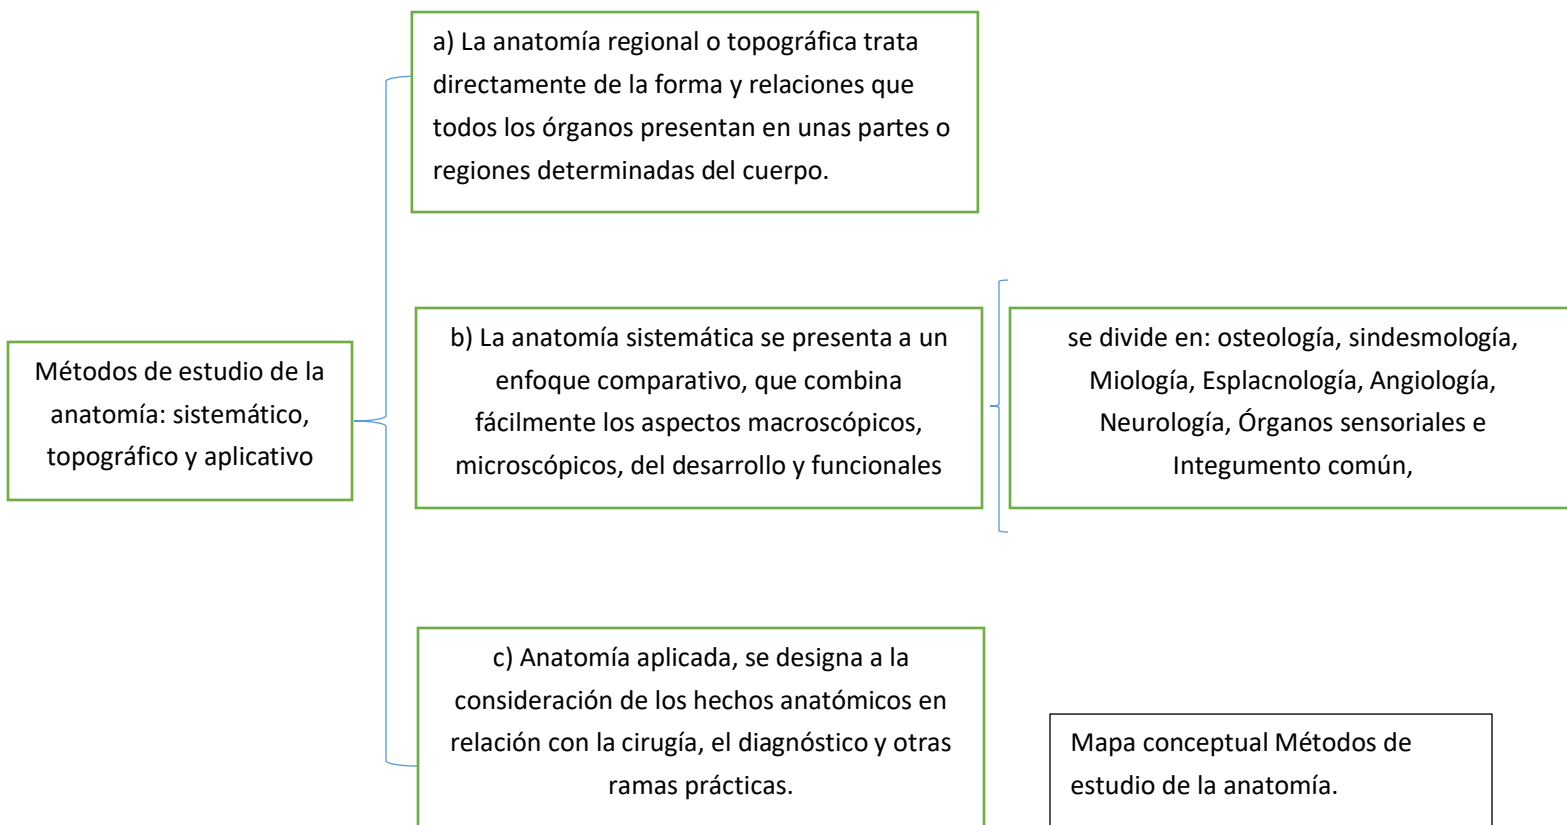 a) La anatomía regional o topográfica trata
directamente de la forma y relaciones que
todos los órganos presentan en unas partes o
regiones determinadas del cuerpo.
Métodos de estudio de la
anatomía: sistemático,
topográfico y aplicativo
b) La anatomía sistemática se presenta a un
enfoque comparativo, que combina
fácilmente los aspectos macroscópicos,
microscópicos, del desarrollo y funcionales
se divide en: osteología, sindesmología,
Miología, Esplacnología, Angiología,
Neurología, Órganos sensoriales e
Integumento común,
c) Anatomía aplicada, se designa a la
consideración de los hechos anatómicos en
relación con la cirugía, el diagnóstico y otras
ramas prácticas.
Mapa conceptual Métodos de
estudio de la anatomía.